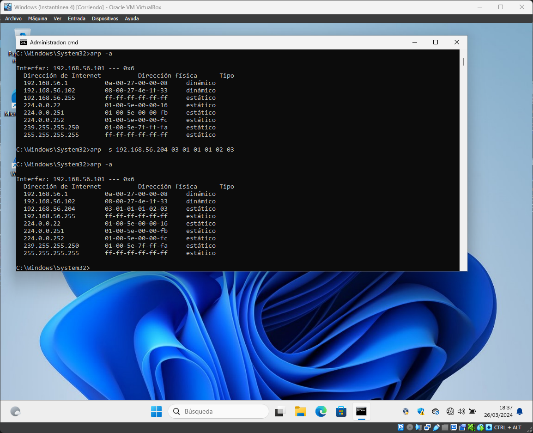 Windows (Instantánea 4) [Corriendo] - Oracle VM VirtualBox
Archivo Máquina Ver Entrada Dispositivos Ayuda
Administrador: cmd
C:\Windows\System32>arp -a
Interfaz: 192.168.56.101 --- 0x6
Dirección de Internet Dirección física Tipo
192.168.56.1 0a-00-27-00-00-08 dinámico
192.168.56.102 08-00-27-4e-1f-33 dinámico
192.168.56.255 ff-ff-ff-ff-ff-ff estático
224.0.0.22 01-00-5e-00-00-16 estático
224.0.0.251 01-00-5e-00-00-fb estático
224.0.0.252 01-00-5e-00-00-fc estático
239.255.255.250 01-00-5e-7f-ff-fa estático
255.255.255.255 ff-ff-ff-ff-ff-ff estático
C:\Windows\System32>arp -s 192.168.56.204 03-01-01-01-02-03
C:\Windows\System32>arp -a
Interfaz: 192.168.56.101 --- 0x6
Dirección de Internet Dirección física Tipo
192.168.56.1 0a-00-27-00-00-08 dinámico
192.168.56.102 08-00-27-4e-1f-33 dinámico
192.168.56.204 03-01-01-01-02-03 estático
192.168.56.255 ff-ff-ff-ff-ff-ff estático
224.0.0.22 01-00-5e-00-00-16 estático
224.0.0.251 01-00-5e-00-00-fb estático
224.0.0.252 01-00-5e-00-00-fc estático
239.255.255.250 01-00-5e-7f-ff-fa estático
255.255.255.255 ff-ff-ff-ff-ff-ff estático
C:\Windows\System32>
Búsqueda
26/03/2024
CTRL + ALT